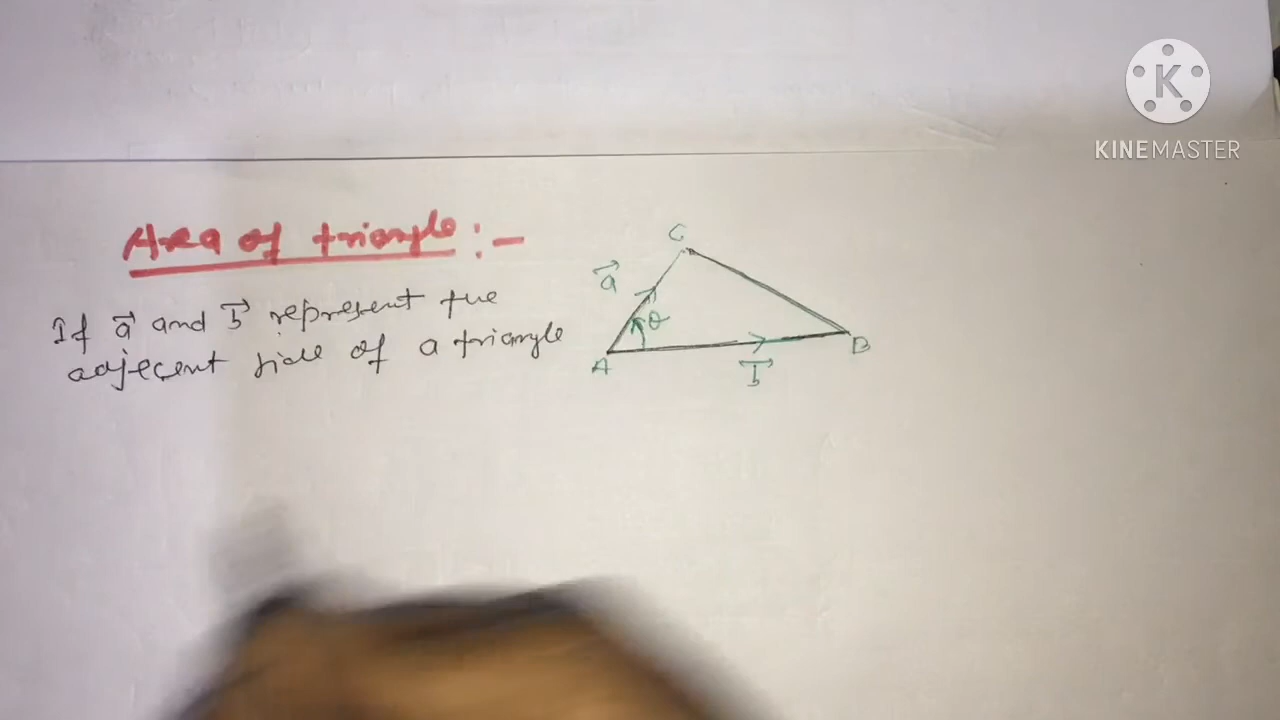 K
KINEMASTER
Area of triangle :-
If a⃗ and b⃗ represent the
adjecent side of a triangle
C
a⃗
θ
A
B
b⃗